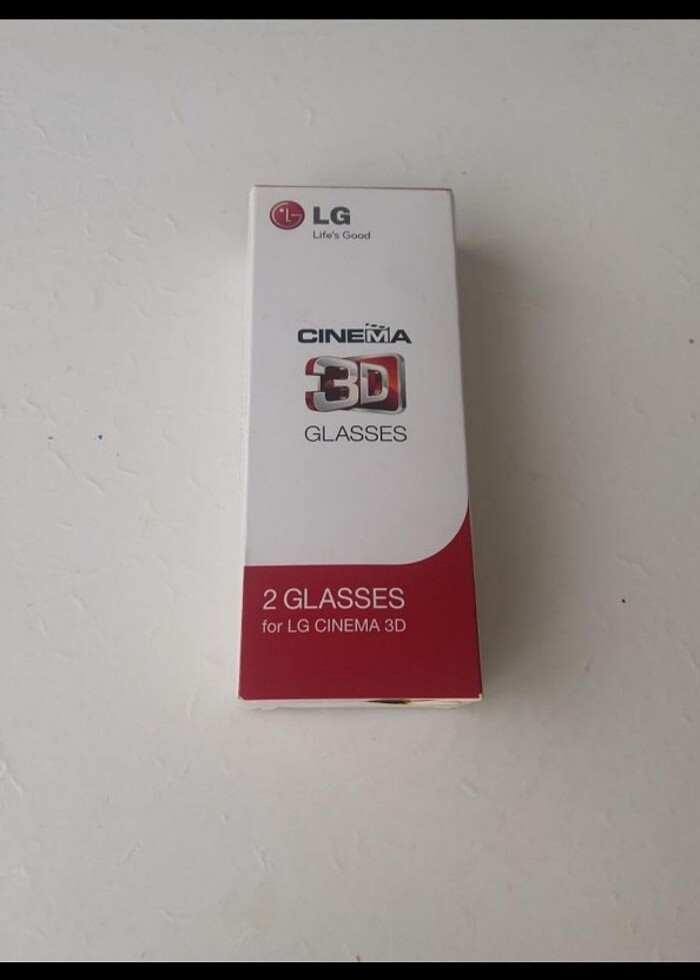 LG
Life's Good
CINEMA
3D
GLASSES
2 GLASSES
for LG CINEMA 3D